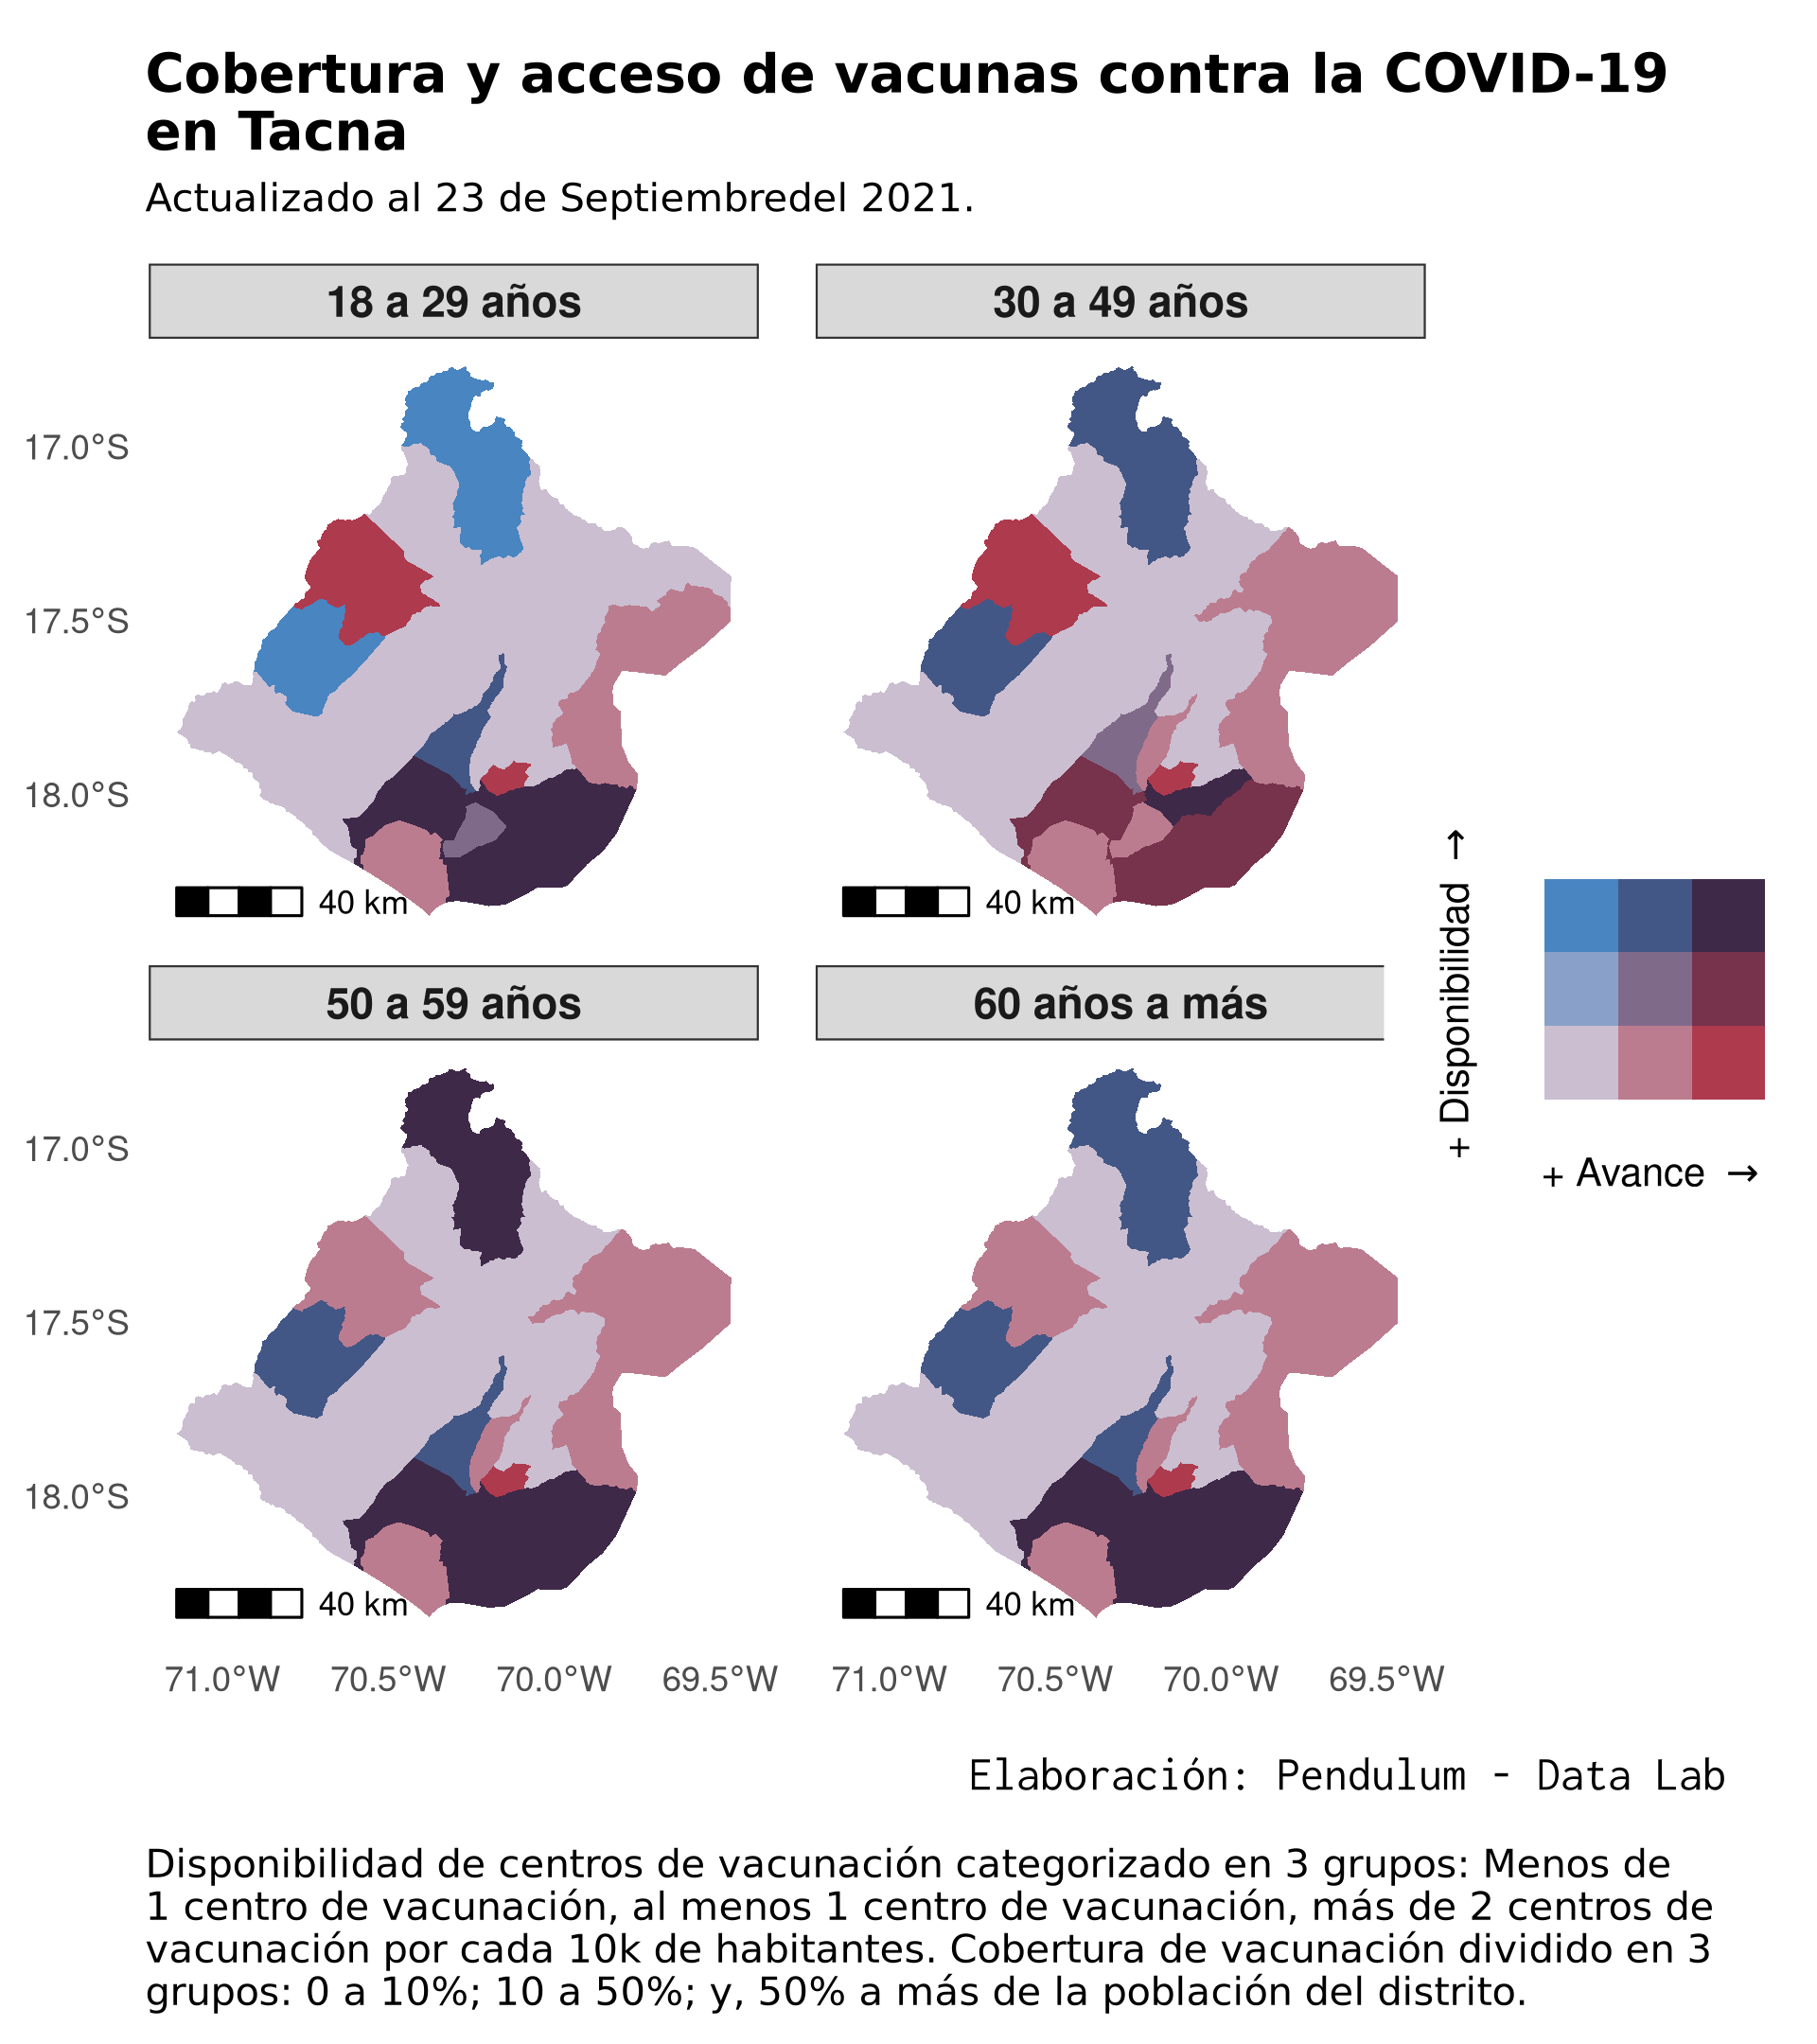 Cobertura y acceso de vacunas contra la COVID-19
en Tacna
Actualizado al 23 de Septiembredel 2021.
18 a 29 años
30 a 49 años
17.0°S
17.5°S
18.0°S
40 km
40 km
50 a 59 años
60 años a más
17.0°S
17.5°S
18.0°S
40 km
40 km
71.0°W
70.5°W
70.0°W
69.5°W
71.0°W
70.5°W
70.0°W
69.5°W
+ Disponibilidad →
+ Avance →
Elaboración: Pendulum - Data Lab
Disponibilidad de centros de vacunación categorizado en 3 grupos: Menos de
1 centro de vacunación, al menos 1 centro de vacunación, más de 2 centros de
vacunación por cada 10k de habitantes. Cobertura de vacunación dividido en 3
grupos: 0 a 10%; 10 a 50%; y, 50% a más de la población del distrito.